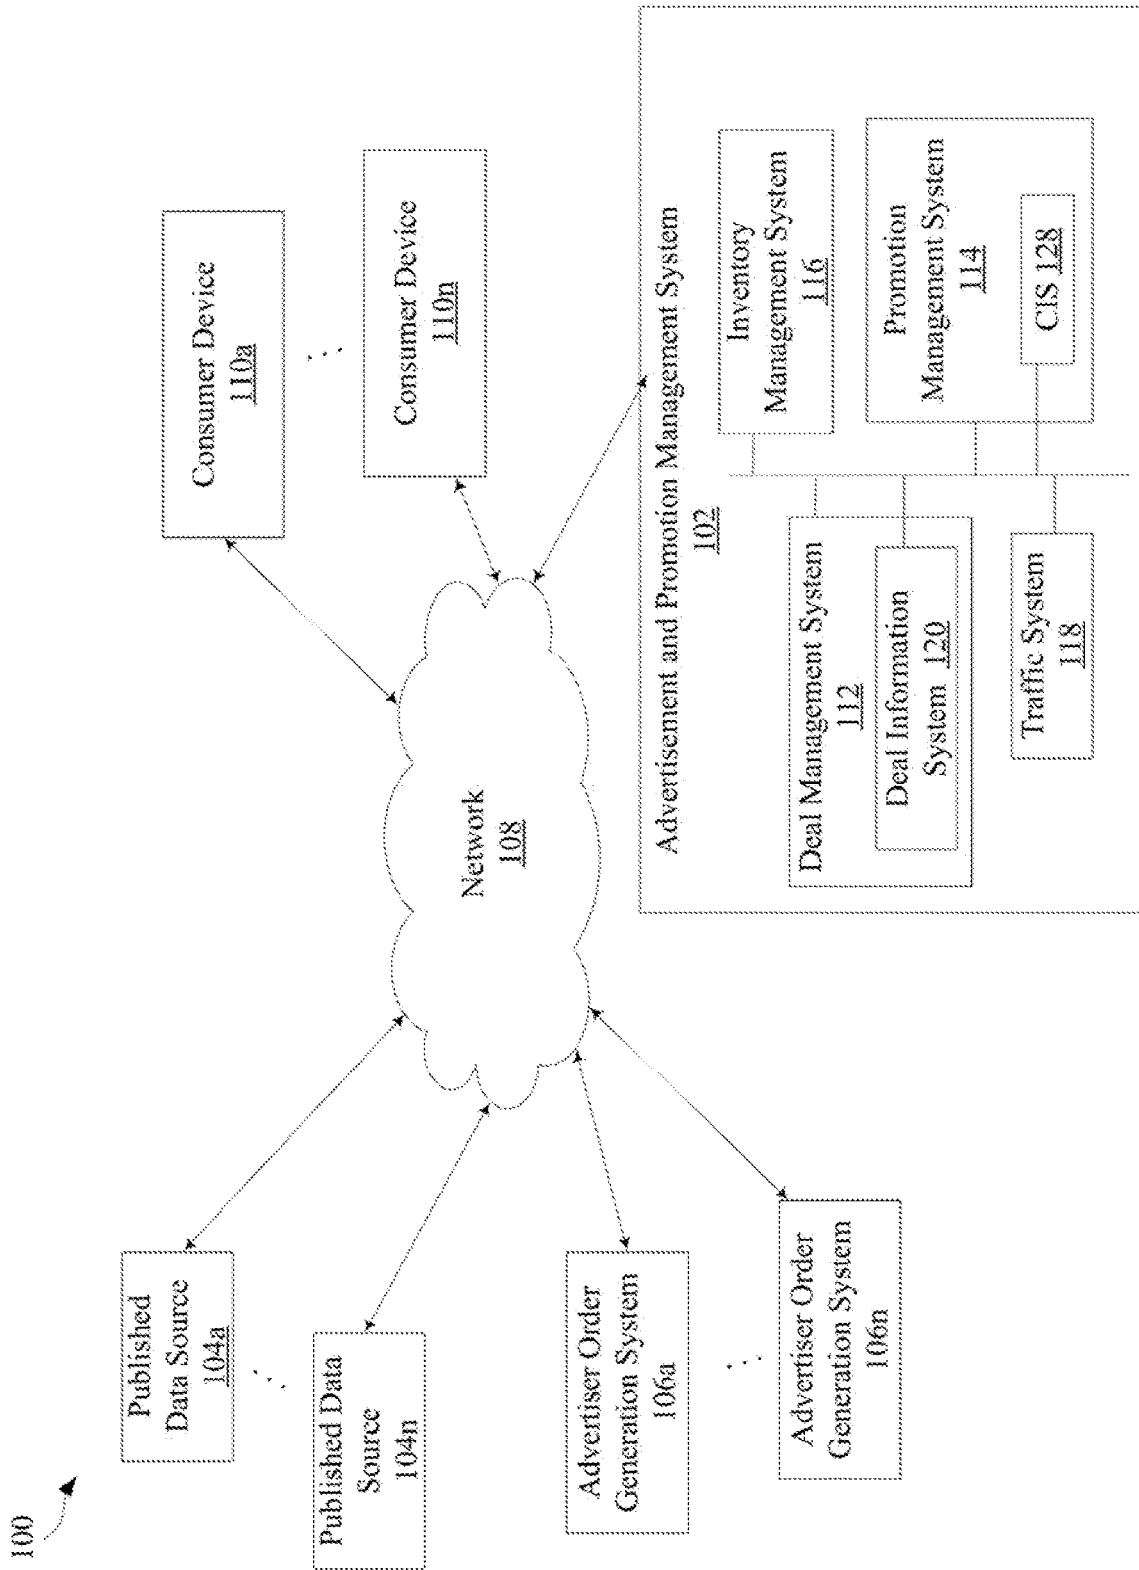 100
Published
Data Source
104a
Published Data
Source
104n
Advertiser Order
Generation System
106a
Advertiser Order
Generation System
106n
Network
108
Consumer Device
110a
Consumer Device
110n
Advertisement and Promotion Management System
102
Deal Management System
112
Deal Information
System 120
Traffic System
118
Inventory
Management System
116
Promotion
Management System
114
CIS 128